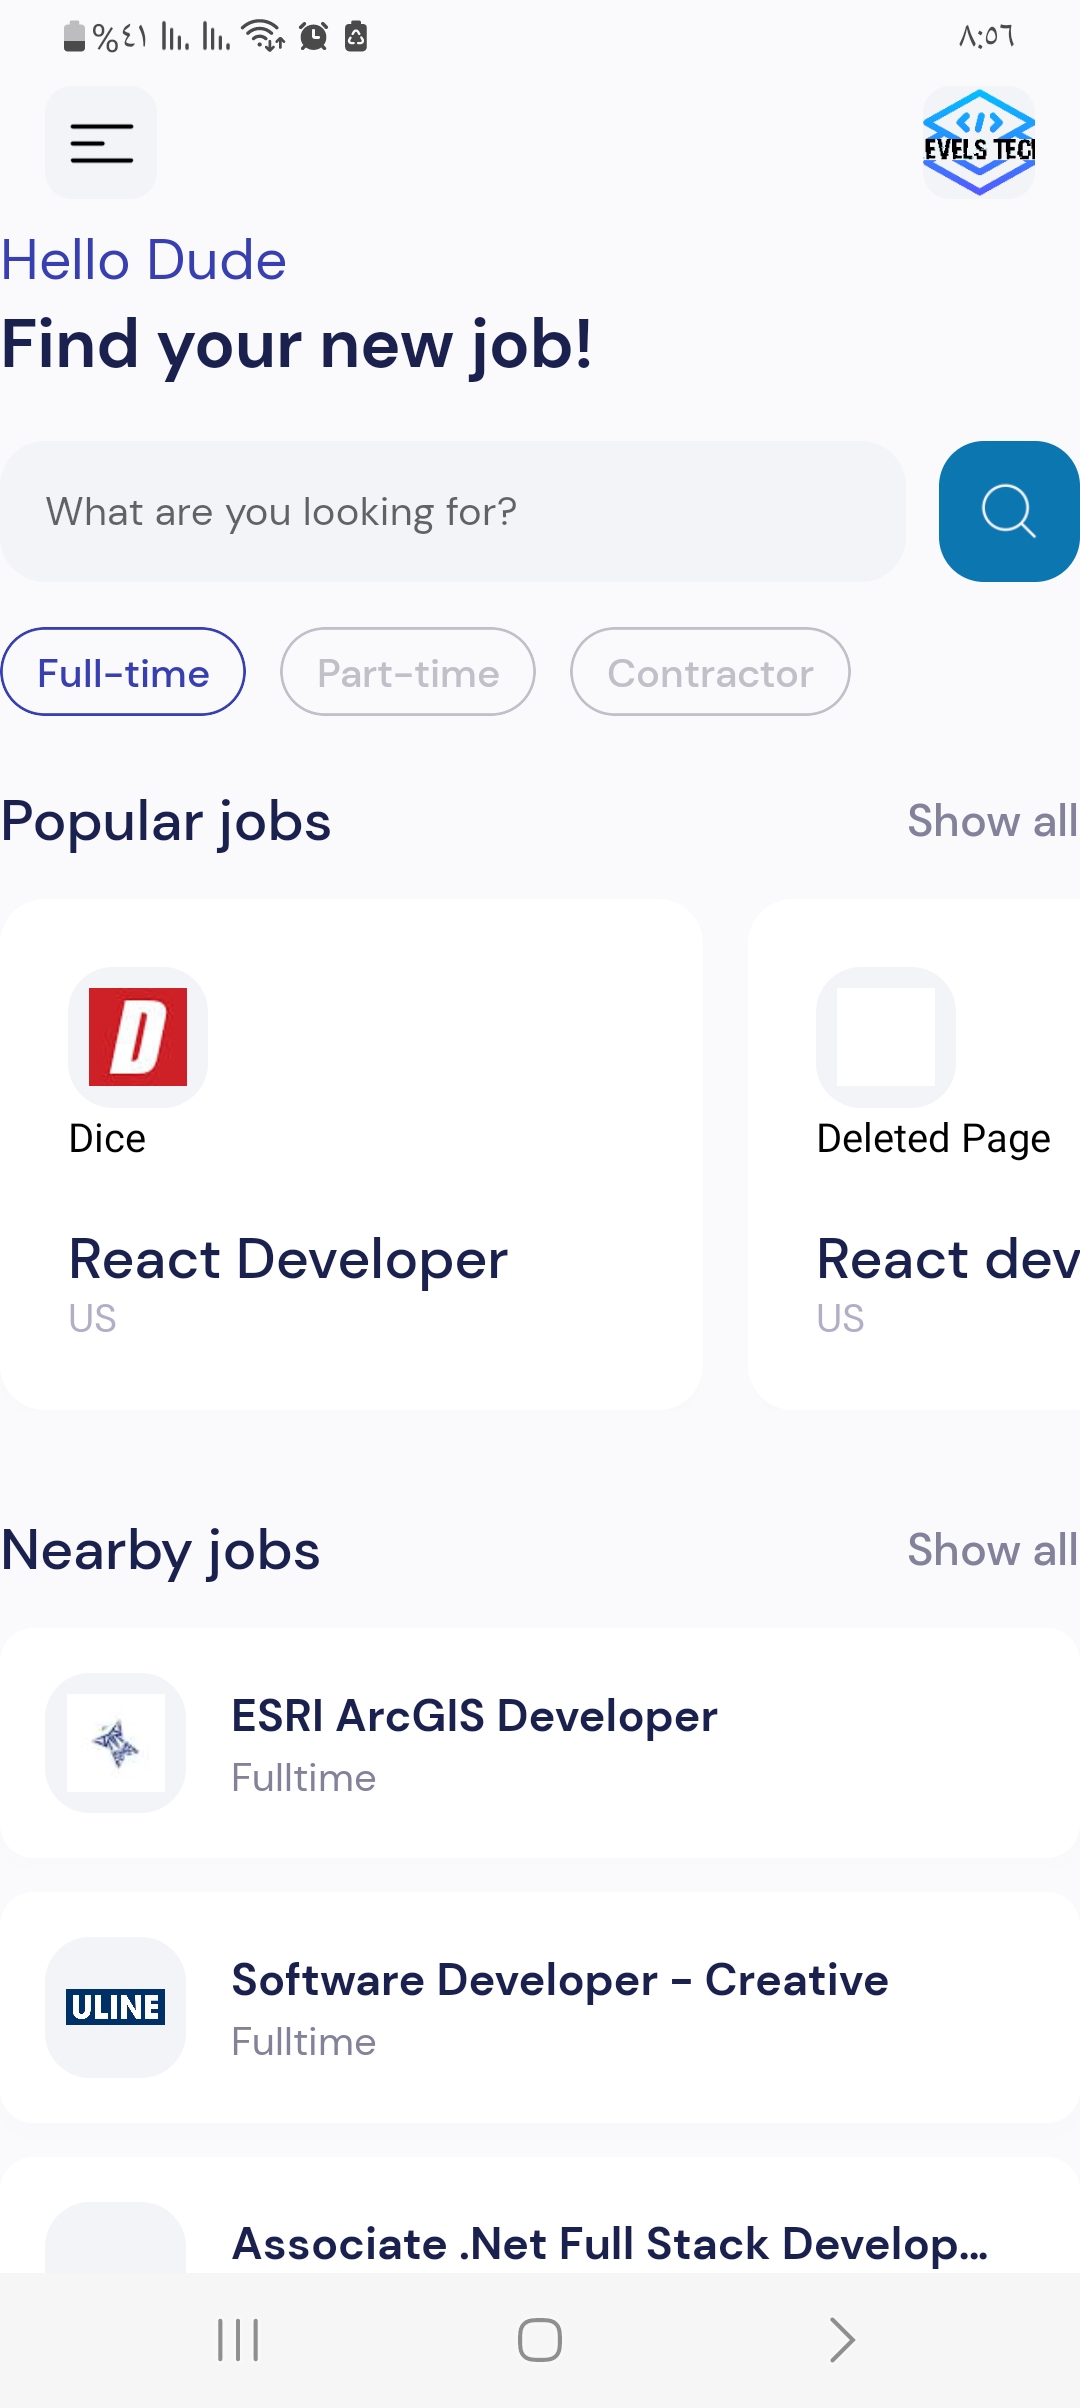 %٤١
٨:٥٦
</>
EVELS TECH
Hello Dude
Find your new job!
What are you looking for?
Full-time
Part-time
Contractor
Popular jobs
Show all
D
Dice
React Developer
US
Deleted Page
React dev
US
Nearby jobs
Show all
ESRI ArcGIS Developer
Fulltime
ULINE
Software Developer - Creative
Fulltime
Associate .Net Full Stack Develop...